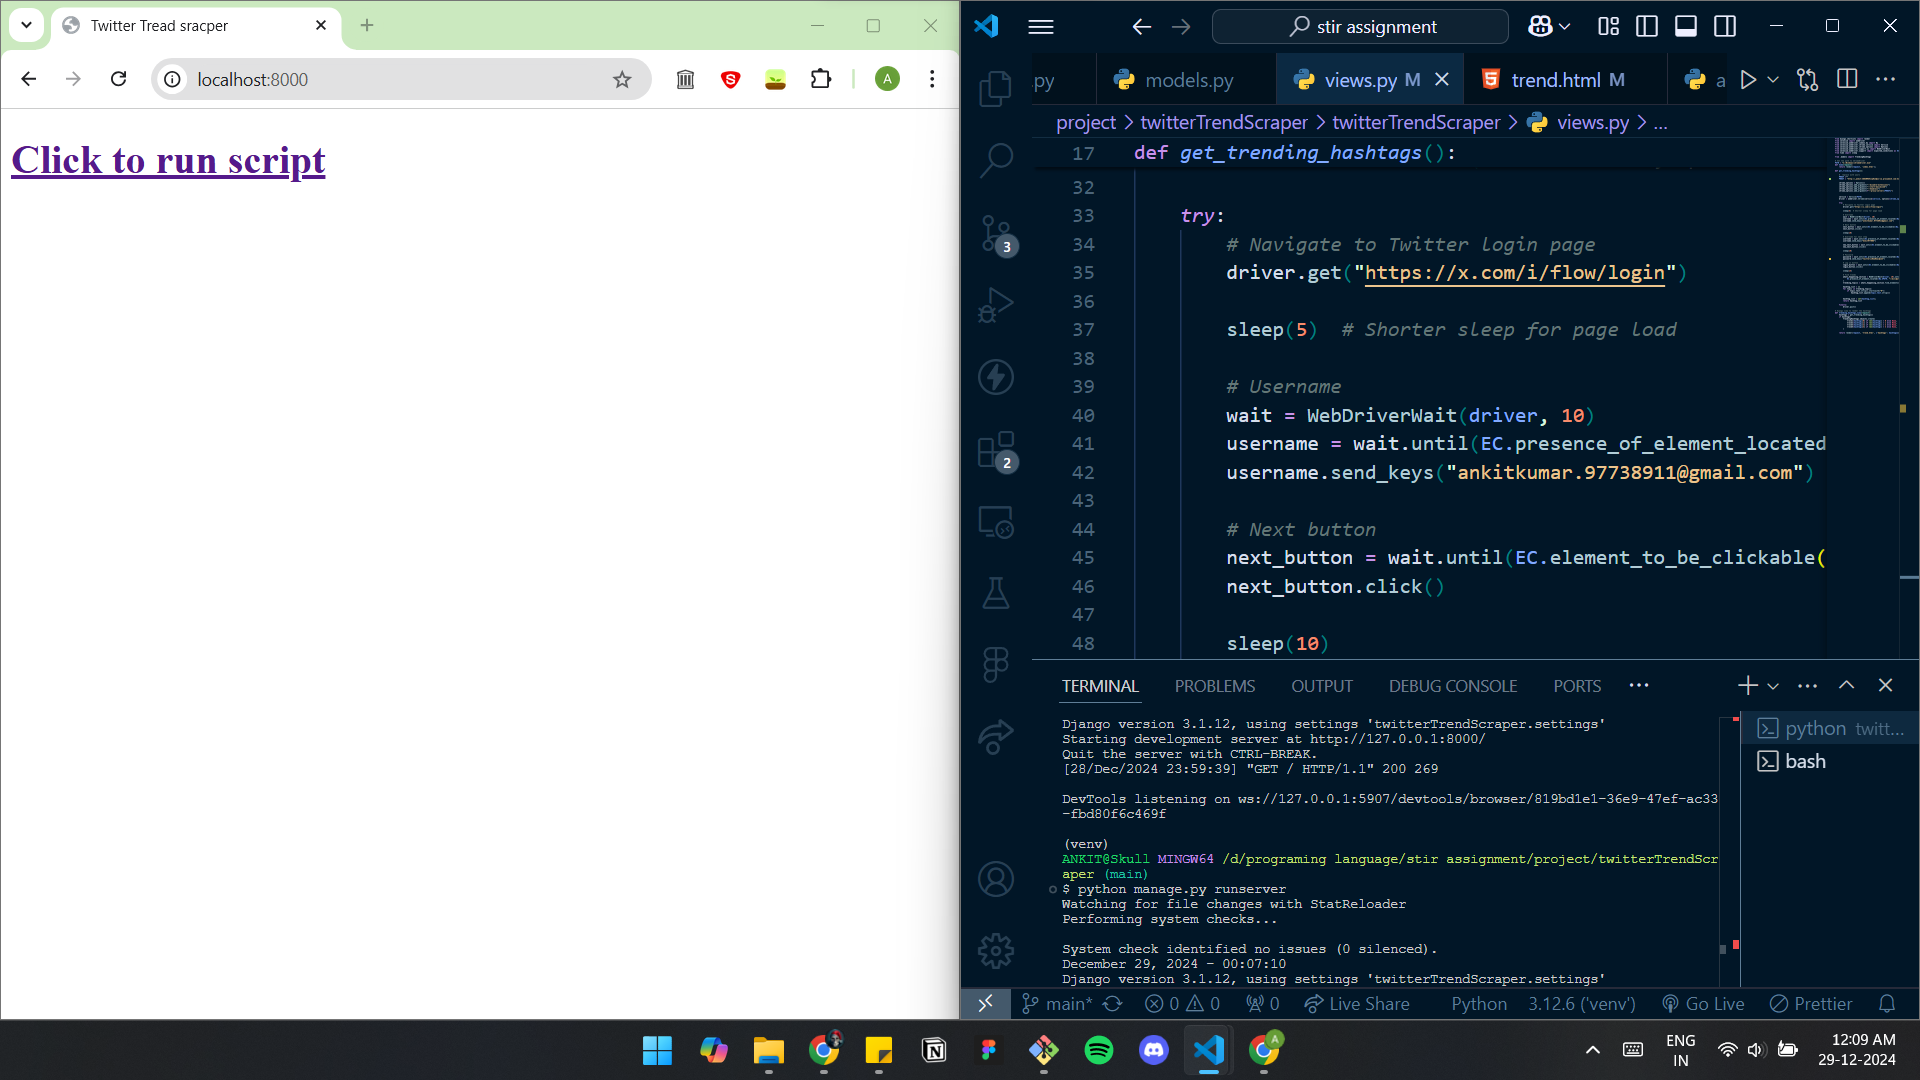 Twitter Tread sracper
localhost:8000
A
Click to run script
stir assignment
.py
models.py
views.py M
trend.html M
a
project > twitterTrendScraper > twitterTrendScraper > views.py > ...
17 def get_trending_hashtags():
32
33 try:
34 # Navigate to Twitter login page
35 driver.get("https://x.com/i/flow/login")
36
37 sleep(5) # Shorter sleep for page load
38
39 # Username
40 wait = WebDriverWait(driver, 10)
41 username = wait.until(EC.presence_of_element_located
42 username.send_keys("ankitkumar.97738911@gmail.com")
43
44 # Next button
45 next_button = wait.until(EC.element_to_be_clickable(
46 next_button.click()
47
48 sleep(10)
3
2
TERMINAL PROBLEMS OUTPUT DEBUG CONSOLE PORTS ...
Django version 3.1.12, using settings 'twitterTrendScraper.settings'
Starting development server at http://127.0.0.1:8000/
Quit the server with CTRL-BREAK.
[28/Dec/2024 23:59:39] "GET / HTTP/1.1" 200 269
DevTools listening on ws://127.0.0.1:5907/devtools/browser/819bd1e1-36e9-47ef-ac33
-fbd80f6c469f
(venv)
ANKIT@Skull MINGW64 /d/programing language/stir assignment/project/twitterTrendScr
aper (main)
$ python manage.py runserver
Watching for file changes with StatReloader
Performing system checks...
System check identified no issues (0 silenced).
December 29, 2024 - 00:07:10
Django version 3.1.12, using settings 'twitterTrendScraper.settings'
python twitt...
bash
main* 0 0 0 Live Share Python 3.12.6 ('venv') Go Live Prettier
A
ENG
IN
12:09 AM
29-12-2024